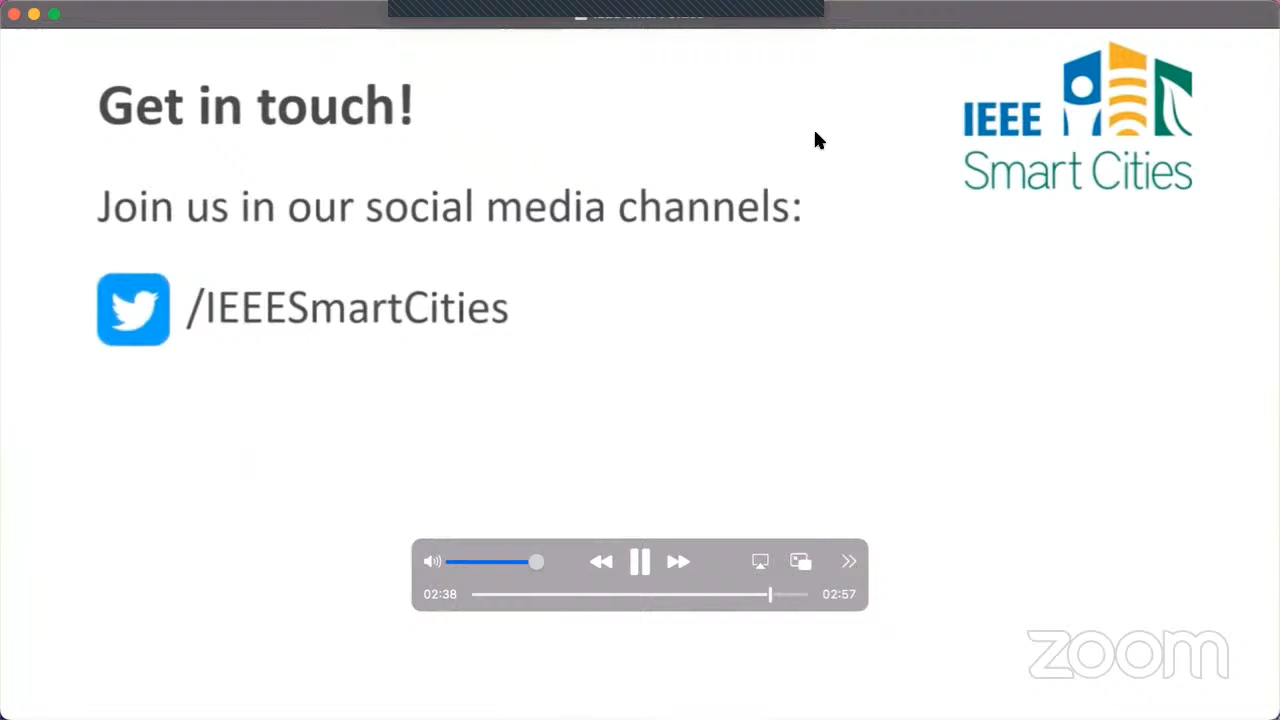 Get in touch!
IEEE
Smart Cities
Join us in our social media channels:
/IEEESmartCities
02:38
02:57
zoom